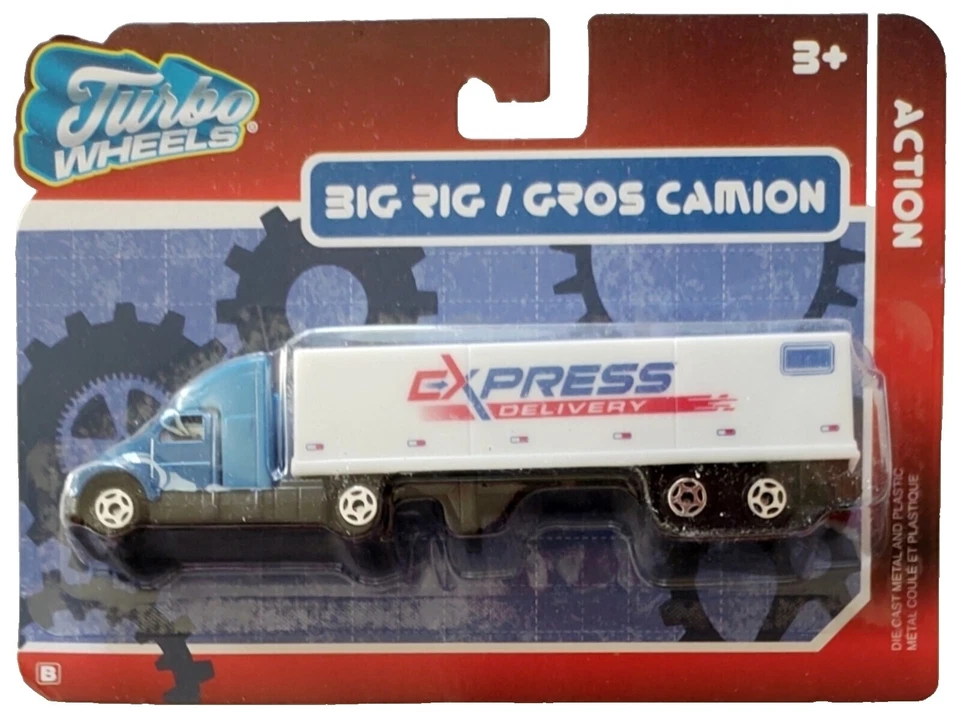 Turbo
WHEELS®
3+
ACTION
BIG RIG / GROS CAMION
EXPRESS
DELIVERY
DIE CAST METAL AND PLASTIC
MÉTAL COULÉ ET PLASTIQUE
B